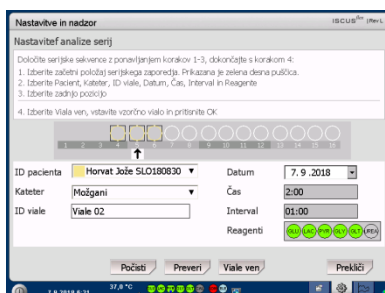 Nastavitve in nadzor
ISCUS
Nastavitef analize serij
Določite serijske sekvence z ponavljanjem korakov 1-3, dokončajte s korakom 4:
1. Izberite začetni položaj serijskega zaporedja. Prikazana je zelena desna puščica.
2. Izberite Pacient, Kateter, ID viale, Datum, Čas, Interval in Reagente
3. Izberite zadnjo pozicijo
4. Izberite Viala ven, vstavite vzorčno vialo in pritisnite OK
1 2 3 4 5 6 7 8 9 10 11 12 13 14 15 16
ID pacienta Horvat Jože SLO180830 Datum 7. 9 .2018
Kateter Možgani Čas 2:00
ID viale Viale 02 Interval 01:00
Reagenti GLU LAC PYR GLY GLT UREA
Počisti Preveri Viale ven Prekliči
7.9.2018 6:21 37,8 °C